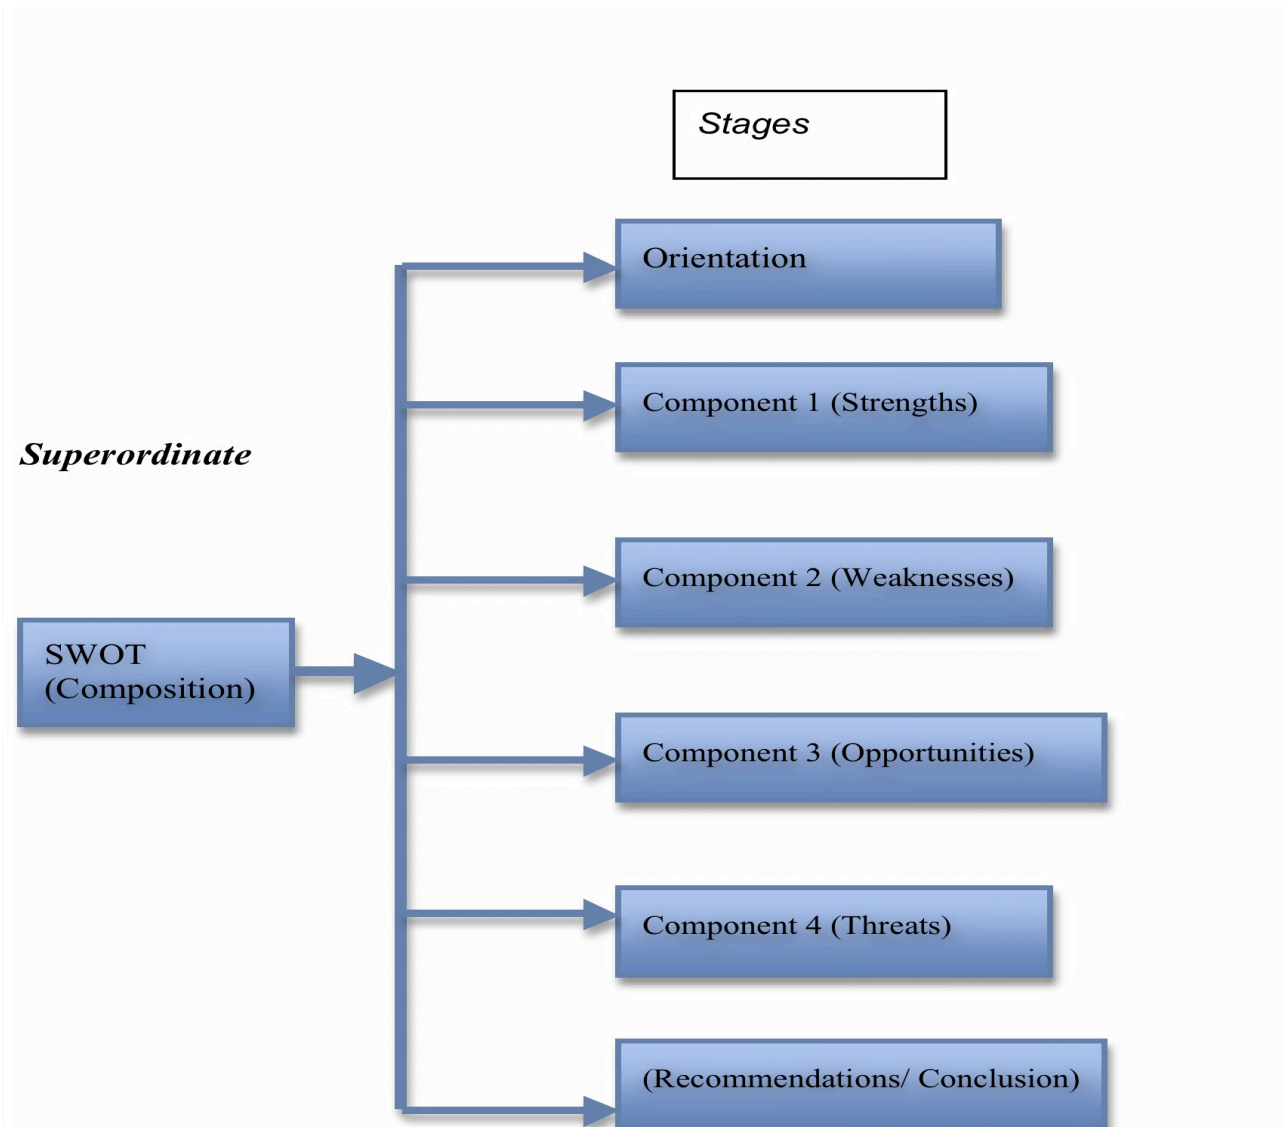 Stages
Orientation
Component 1 (Strengths)
Superordinate
Component 2 (Weaknesses)
SWOT
(Composition)
Component 3 (Opportunities)
Component 4 (Threats)
(Recommendations/ Conclusion)